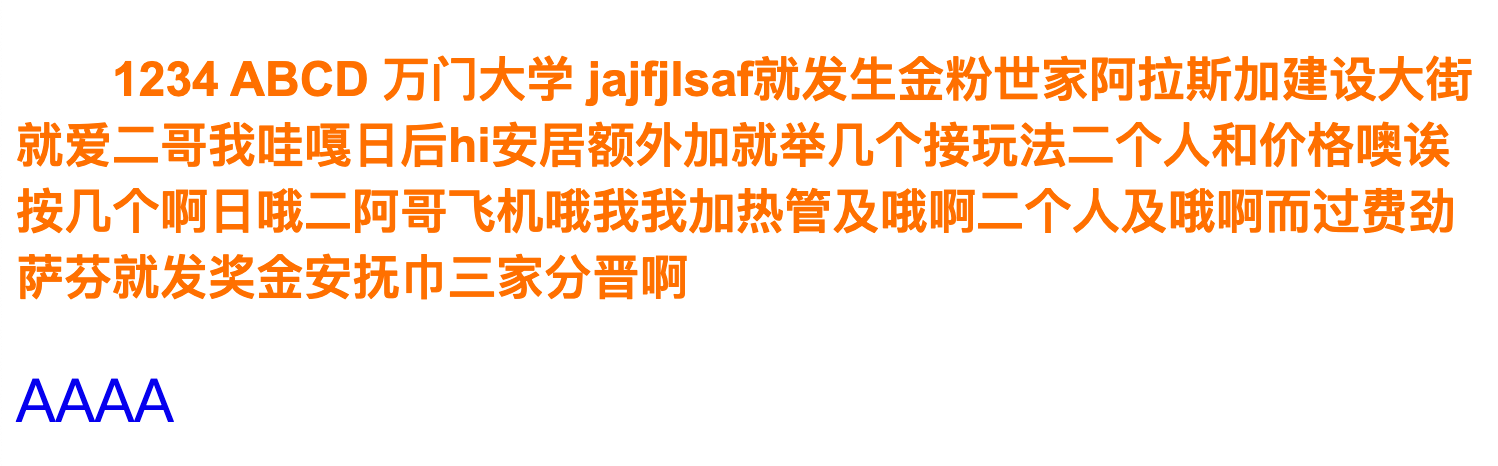 1234 ABCD 万门大学 jajfjlsaf就发生金粉世家阿拉斯加建设大街
就爱二哥我哇嘎日后hi安居额外加就举几个接玩法二个人和价格噢诶
按几个啊日哦二阿哥飞机哦我我加热管及哦啊二个人及哦啊而过费劲
萨芬就发奖金安抚巾三家分晋啊
AAAA